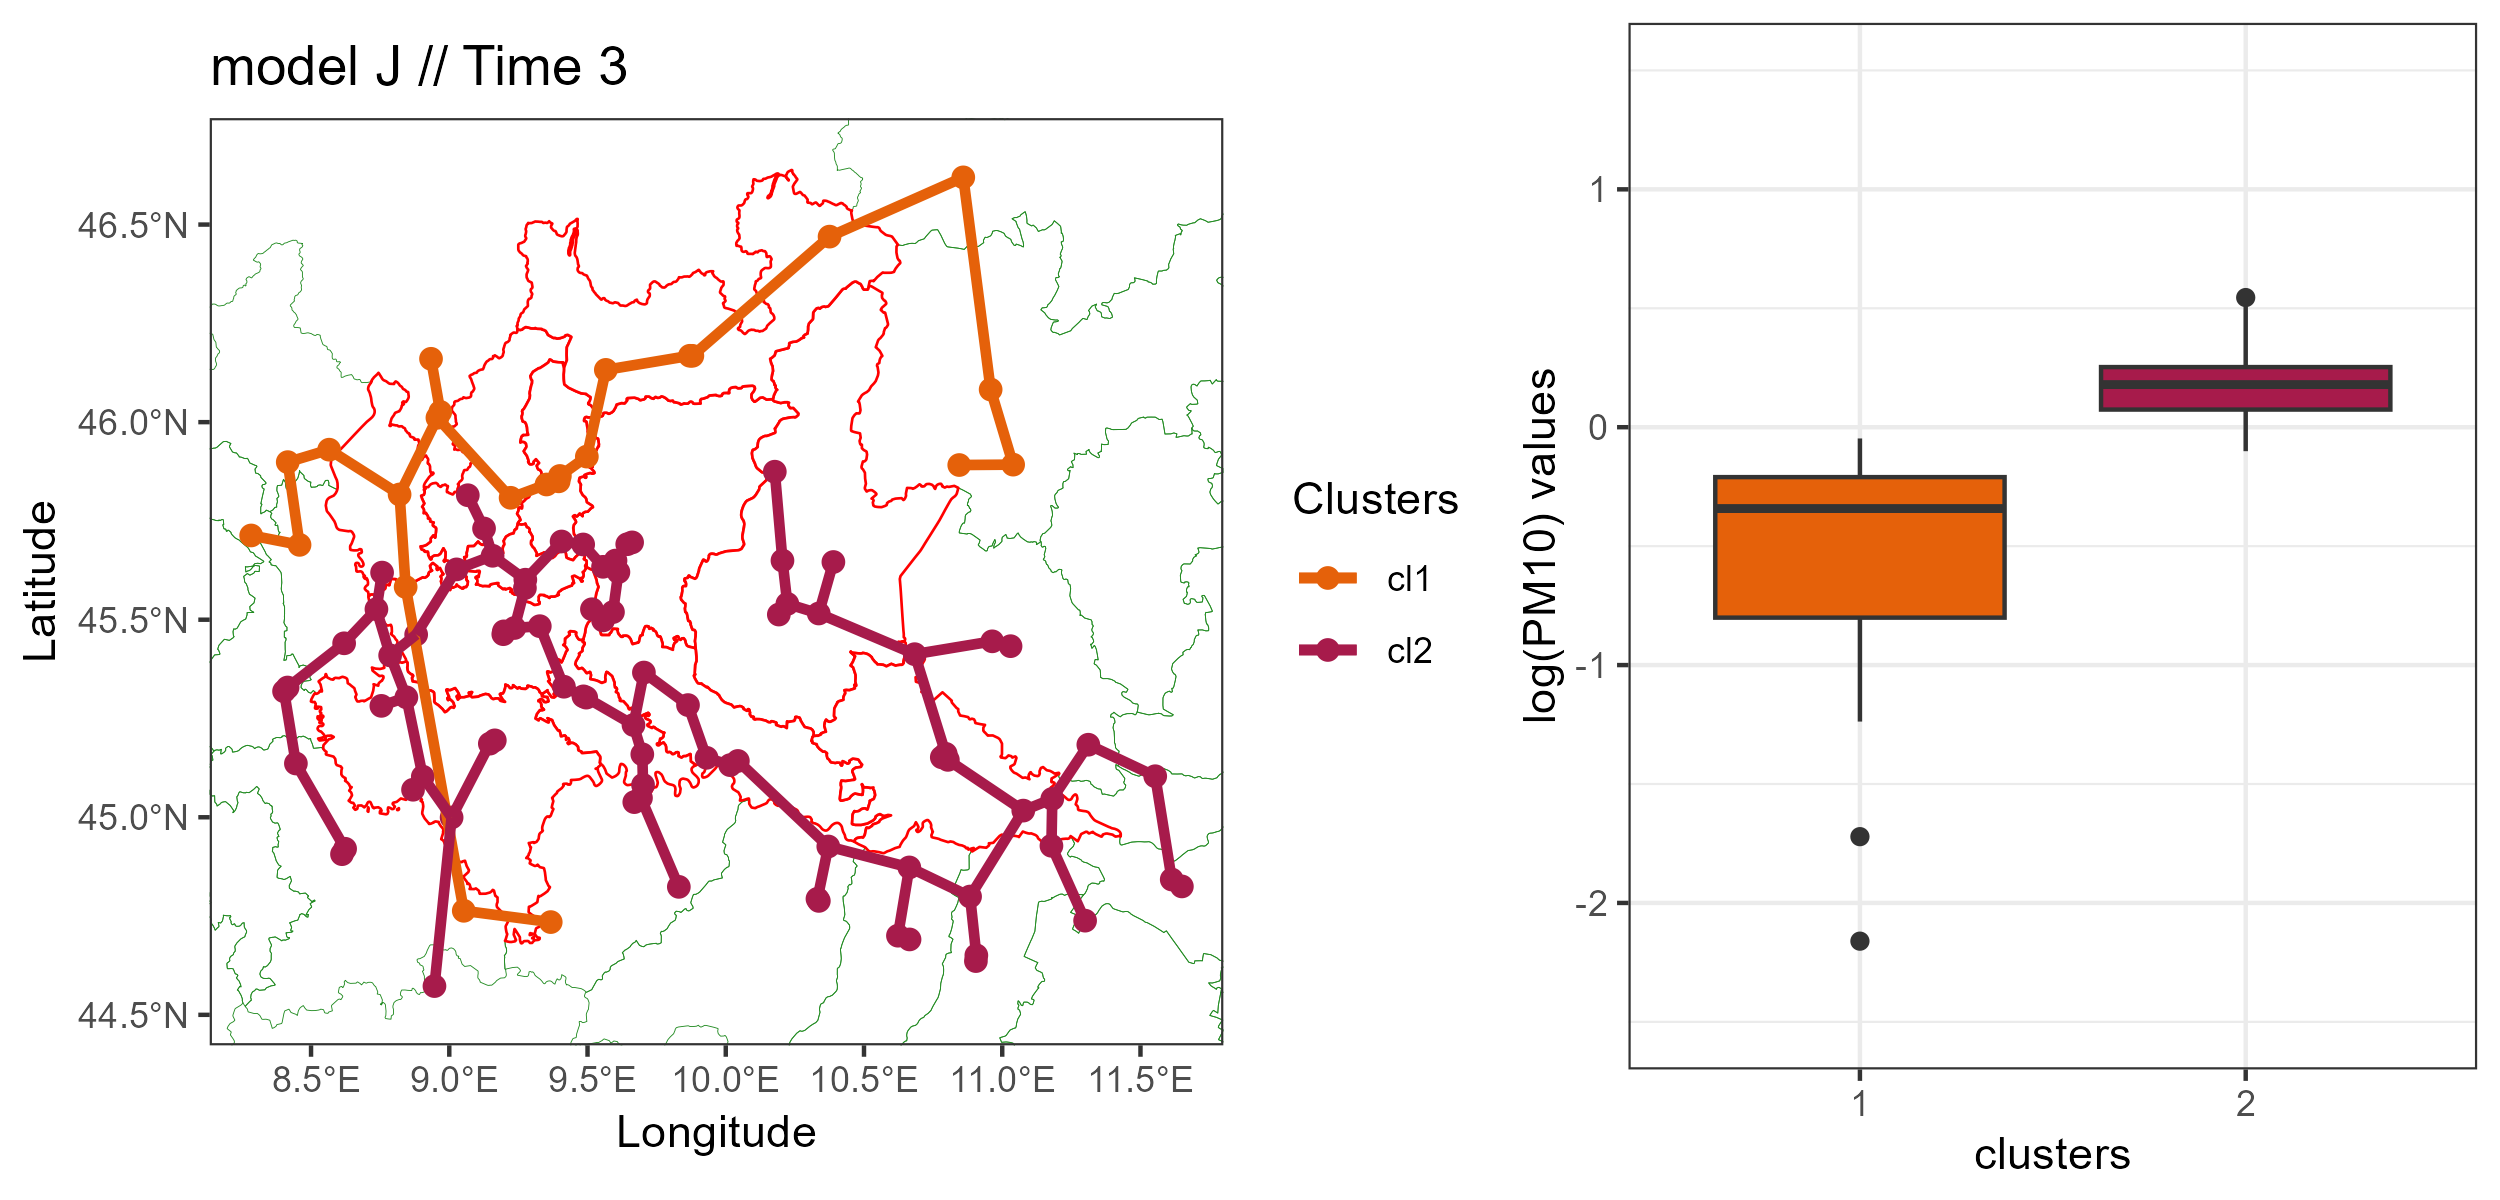 model J // Time 3
Latitude
46.5°N
46.0°N
45.5°N
45.0°N
44.5°N
8.5°E 9.0°E 9.5°E 10.0°E 10.5°E 11.0°E 11.5°E
Longitude
Clusters
cl1
cl2
log(PM10) values
1
0
-1
-2
1 2
clusters